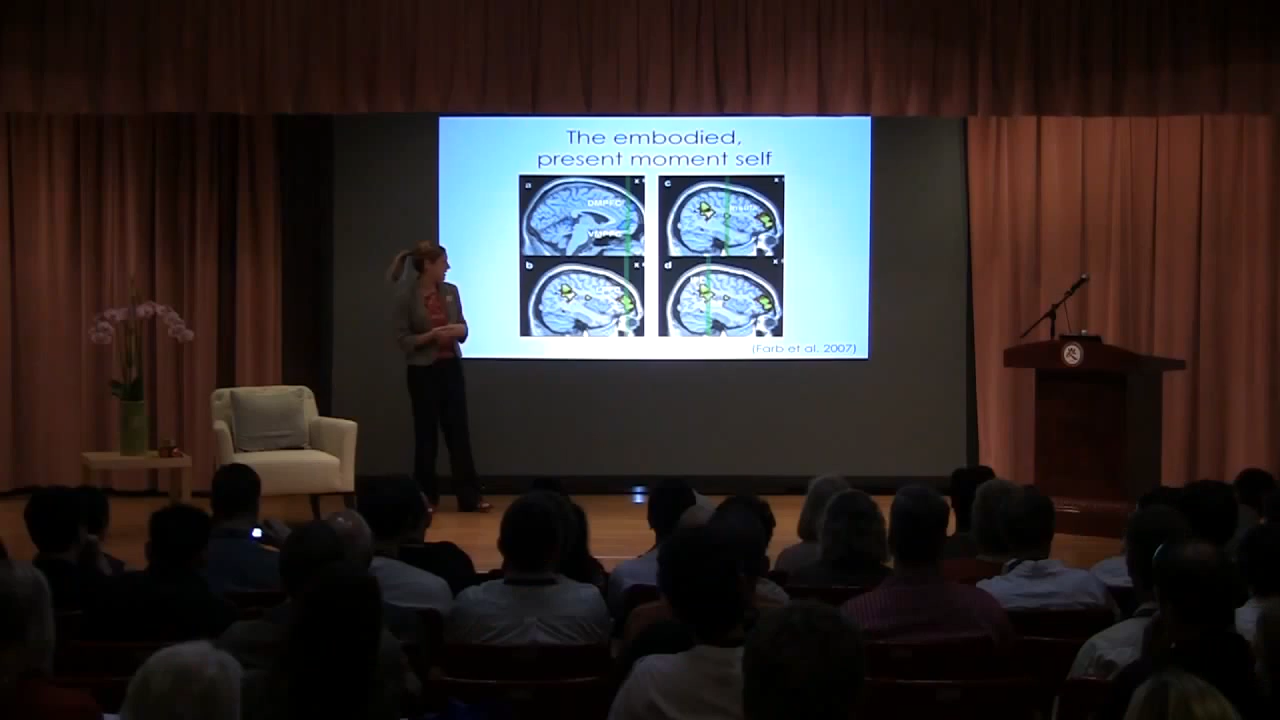 The embodied,
present moment self
a
c
DMPFC
VMPFC
b
d
(Farb et al. 2007)